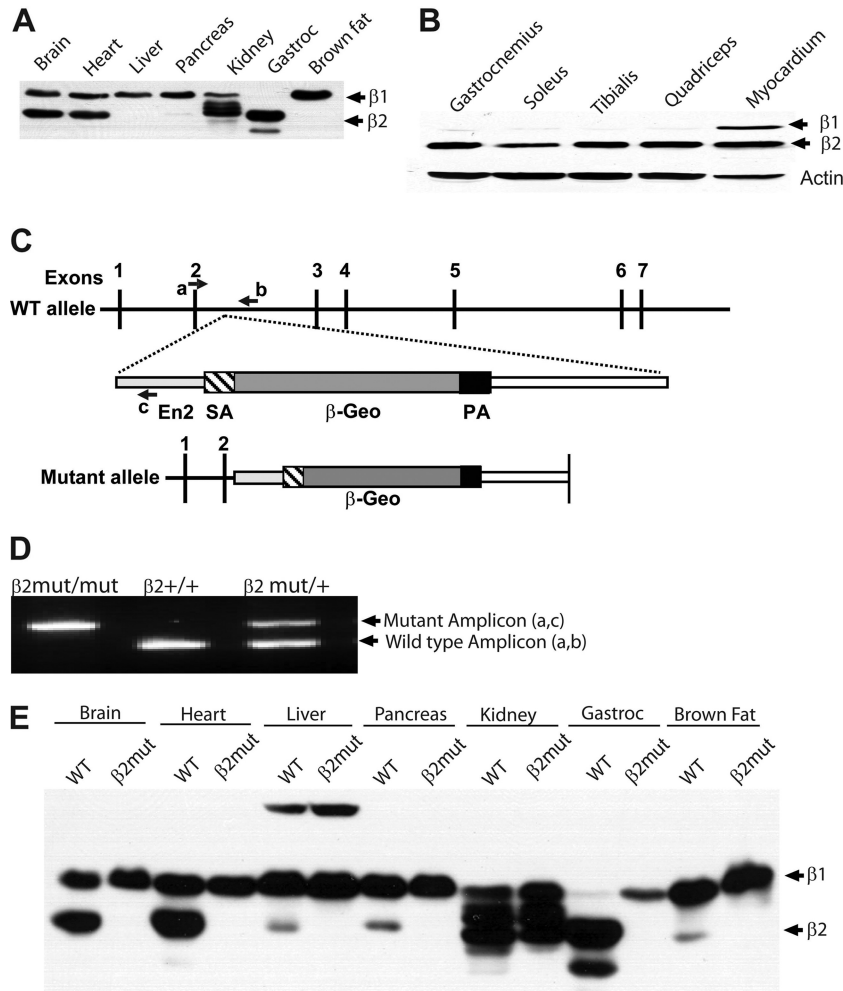 A
Brain Heart Liver Pancreas Kidney Gastroc Brown fat
β1
β2
B
Gastrocnemius Soleus Tibialis Quadriceps Myocardium
β1
β2
Actin
C
Exons 1 2 3 4 5 6 7
a b
WT allele
c En2 SA β-Geo PA
1 2
Mutant allele
β-Geo
D
β2mut/mut β2+/+ β2 mut/+
Mutant Amplicon (a,c)
Wild type Amplicon (a,b)
E
Brain Heart Liver Pancreas Kidney Gastroc Brown Fat
WT β2mut WT β2mut WT β2mut WT β2mut WT β2mut WT β2mut WT β2mut
β1
β2